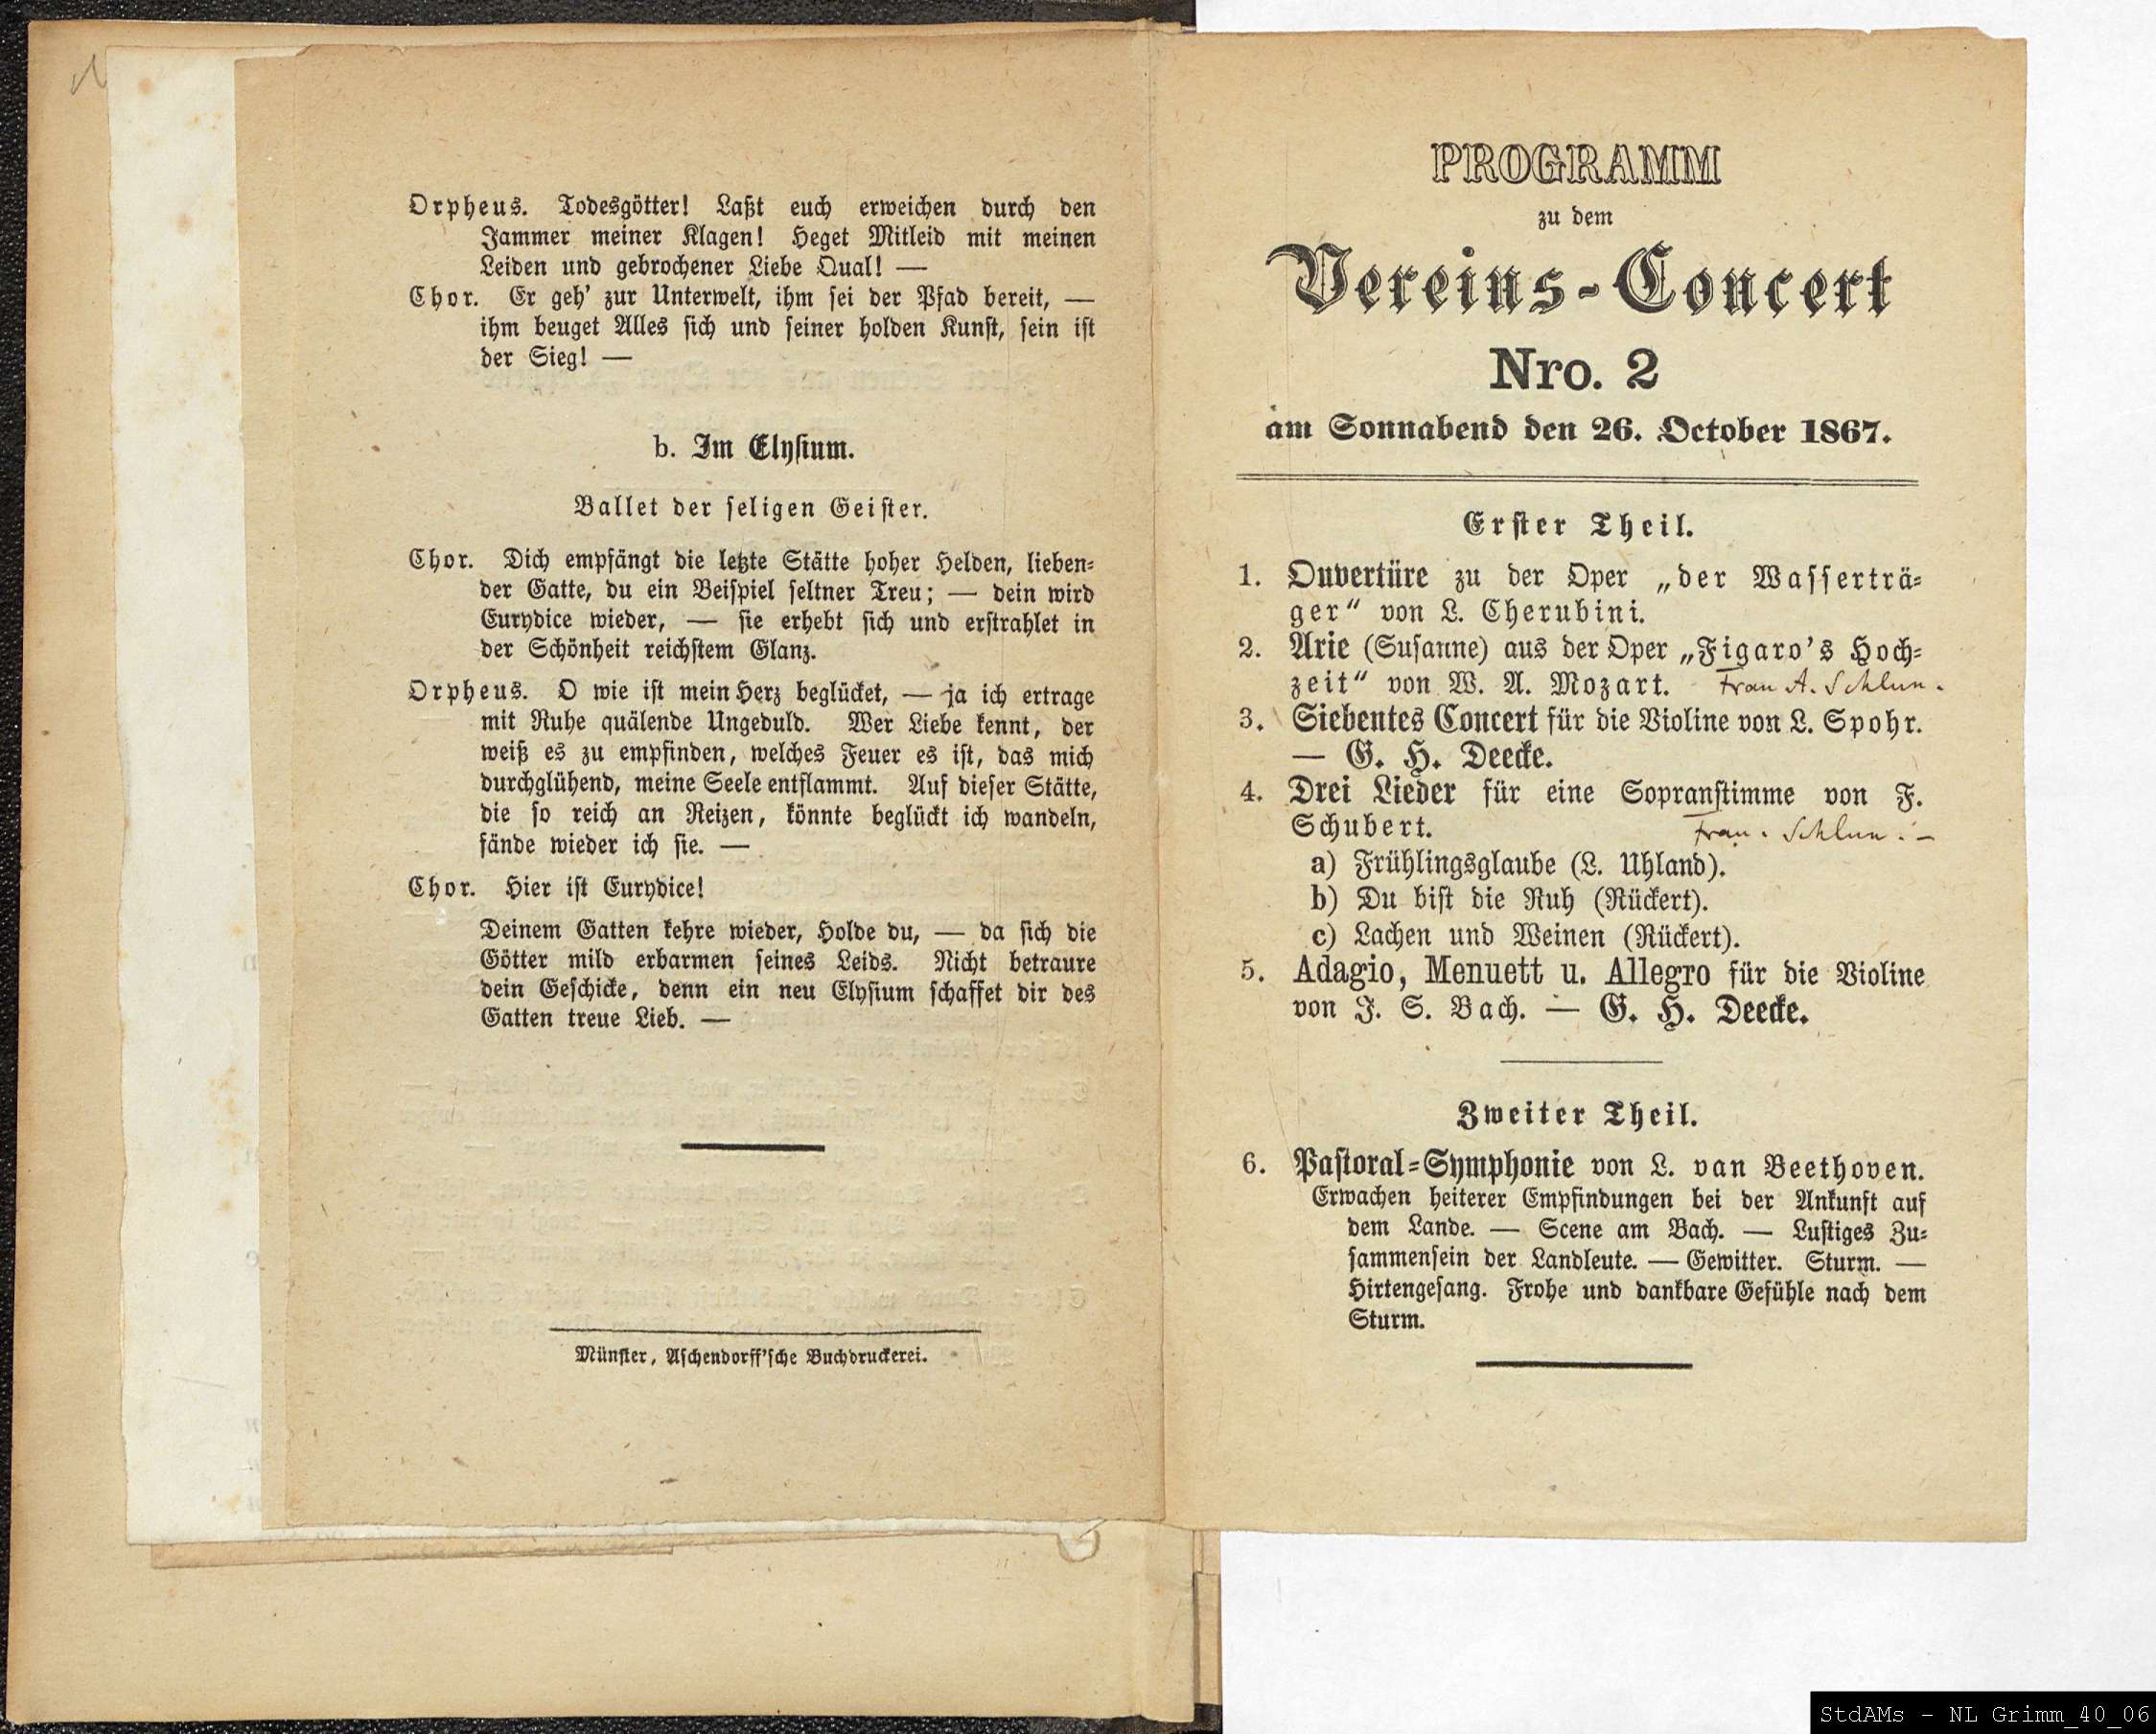 Orpheus. Todesgötter! Laßt euch erweichen durch den
Jammer meiner Klagen! Heget Mitleid mit meinen
Leiden und gebrochener Liebe Qual! —
Chor. Er geh' zur Unterwelt, ihm sei der Pfad bereit, —
ihm beuget Alles sich und seiner holden Kunst, sein ist
der Sieg! —
b. Im Elysium.
Ballet der seligen Geister.
Chor. Dich empfängt die letzte Stätte hoher Helden, lieben-
der Gatte, du ein Beispiel seltner Treu; — dein wird
Eurydice wieder, — sie erhebt sich und erstrahlet in
der Schönheit reichstem Glanz.
Orpheus. O wie ist mein Herz beglücket, — ja ich ertrage
mit Ruhe quälende Ungeduld. Wer Liebe kennt, der
weiß es zu empfinden, welches Feuer es ist, das mich
durchglühend, meine Seele entflammt. Auf dieser Stätte,
die so reich an Reizen, könnte beglückt ich wandeln,
fände wieder ich sie. —
Chor. Hier ist Eurydice!
Deinem Gatten kehre wieder, Holde du, — da sich die
Götter mild erbarmen seines Leids. Nicht betraure
dein Geschicke, denn ein neu Elysium schaffet dir des
Gatten treue Lieb. —
Münster, Aschendorff'sche Buchdruckerei.
PROGRAMM
zu dem
Vereins-Concert
Nro. 2
am Sonnabend den 26. October 1867.
Erster Theil.
1. Ouvertüre zu der Oper „der Wasserträ-
ger“ von L. Cherubini.
2. Arie (Susanne) aus der Oper „Figaro's Hoch-
zeit“ von W. A. Mozart. Frau A. Schlun.
3. Siebentes Concert für die Violine von L. Spohr.
— G. H. Deecke.
4. Drei Lieder für eine Sopranstimme von F.
Schubert. Frau. Schlun. —
a) Frühlingsglaube (L. Uhland).
b) Du bist die Ruh (Rückert).
c) Lachen und Weinen (Rückert).
5. Adagio, Menuett u. Allegro für die Violine
von J. S. Bach. — G. H. Deecke.
Zweiter Theil.
6. Pastoral-Symphonie von L. van Beethoven.
Erwachen heiterer Empfindungen bei der Ankunft auf
dem Lande. — Scene am Bach. — Lustiges Zu-
sammensein der Landleute. — Gewitter. Sturm. —
Hirtengesang. Frohe und dankbare Gefühle nach dem
Sturm.
StdAMs - NL Grimm 40_06